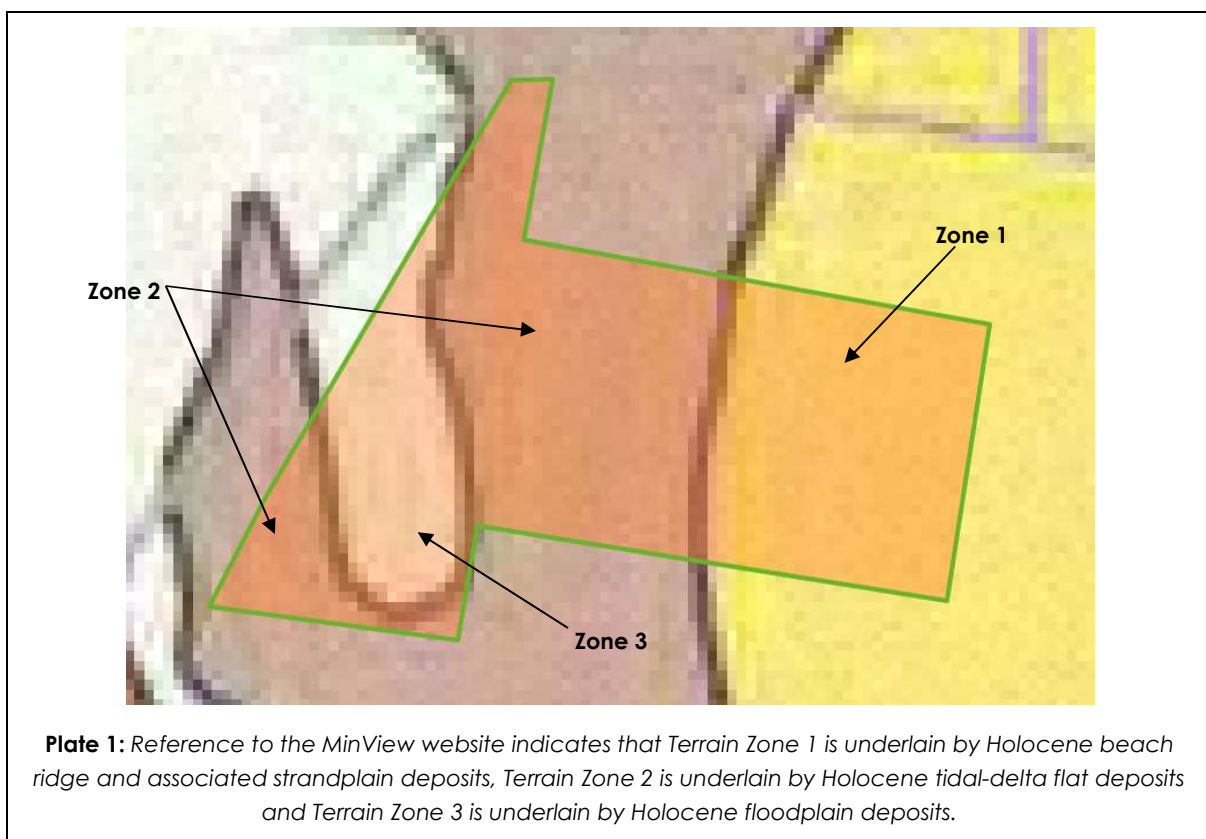 Zone 1
Zone 2
Zone 3
Plate 1: Reference to the MinView website indicates that Terrain Zone 1 is underlain by Holocene beach
ridge and associated strandplain deposits, Terrain Zone 2 is underlain by Holocene tidal-delta flat deposits
and Terrain Zone 3 is underlain by Holocene floodplain deposits.